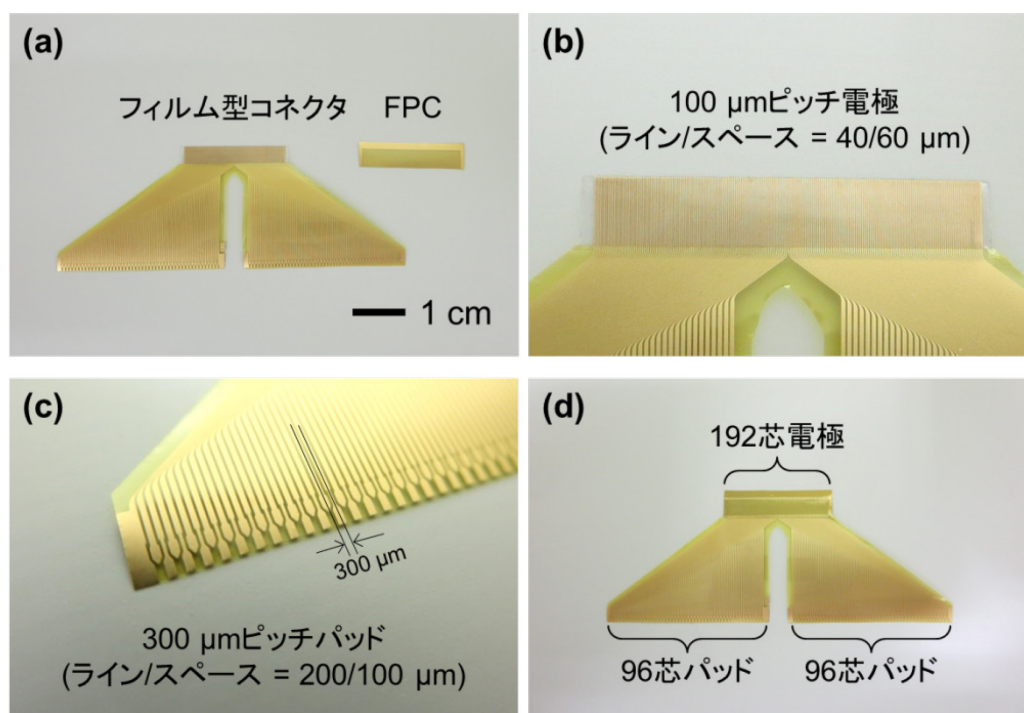 (a)
フィルム型コネクタ FPC
1 cm
(b)
100 μmピッチ電極
(ライン/スペース = 40/60 μm)
(c)
300 μm
300 μmピッチパッド
(ライン/スペース = 200/100 μm)
(d)
192芯電極
96芯パッド 96芯パッド